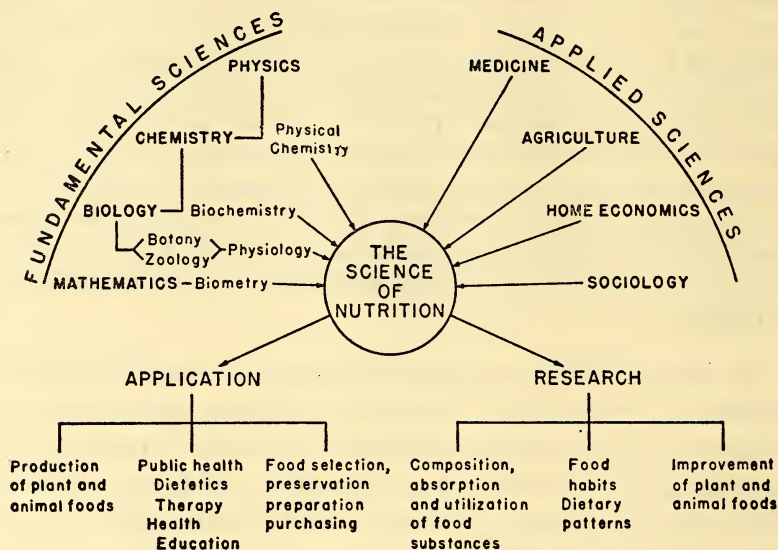 FUNDAMENTAL SCIENCES
APPLIED SCIENCES
PHYSICS
CHEMISTRY
Physical
Chemistry
BIOLOGY
Biochemistry
Botany
Zoology
Physiology
MATHEMATICS – Biometry
MEDICINE
AGRICULTURE
HOME ECONOMICS
SOCIOLOGY
THE
SCIENCE
OF
NUTRITION
APPLICATION
RESEARCH
Production
of plant and
animal foods
Public health
Dietetics
Therapy
Health
Education
Food selection,
preservation
preparation
purchasing
Composition,
absorption
and utilization
of food
substances
Food
habits
Dietary
patterns
Improvement
of plant and
animal foods